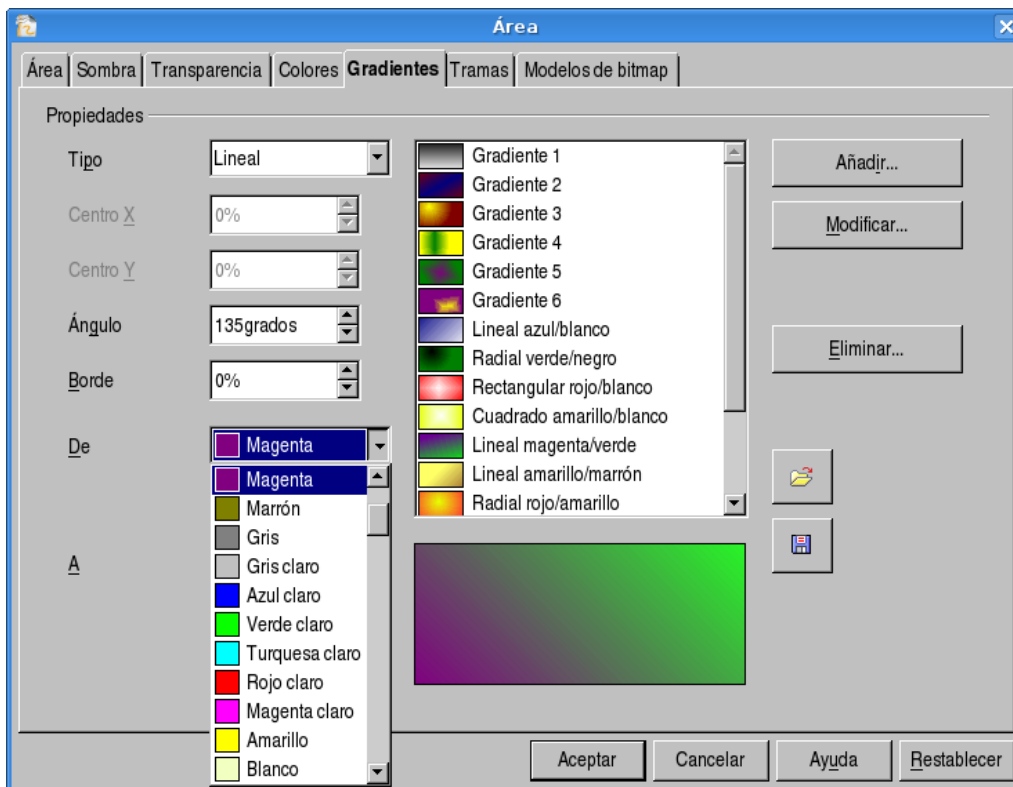 Área
Área Sombra Transparencia Colores Gradientes Tramas Modelos de bitmap
Propiedades
Tipo Lineal
Centro X 0%
Centro Y 0%
Ángulo 135grados
Borde 0%
De Magenta
Magenta
Marrón
Gris
Gris claro
Azul claro
Verde claro
Turquesa claro
Rojo claro
Magenta claro
Amarillo
Blanco
A
Gradiente 1
Gradiente 2
Gradiente 3
Gradiente 4
Gradiente 5
Gradiente 6
Lineal azul/blanco
Radial verde/negro
Rectangular rojo/blanco
Cuadrado amarillo/blanco
Lineal magenta/verde
Lineal amarillo/marrón
Radial rojo/amarillo
Añadir...
Modificar...
Eliminar...
Aceptar Cancelar Ayuda Restablecer